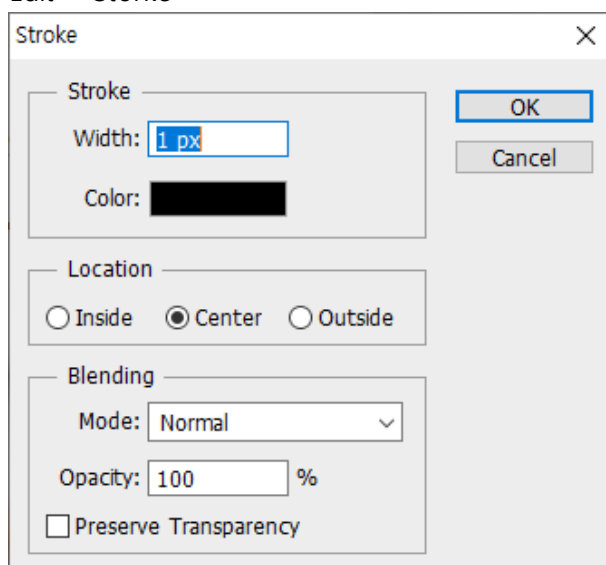 Stroke
Stroke
OK
Width: 1 px
Cancel
Color:
Location
Inside Center Outside
Blending
Mode: Normal
Opacity: 100 %
Preserve Transparency